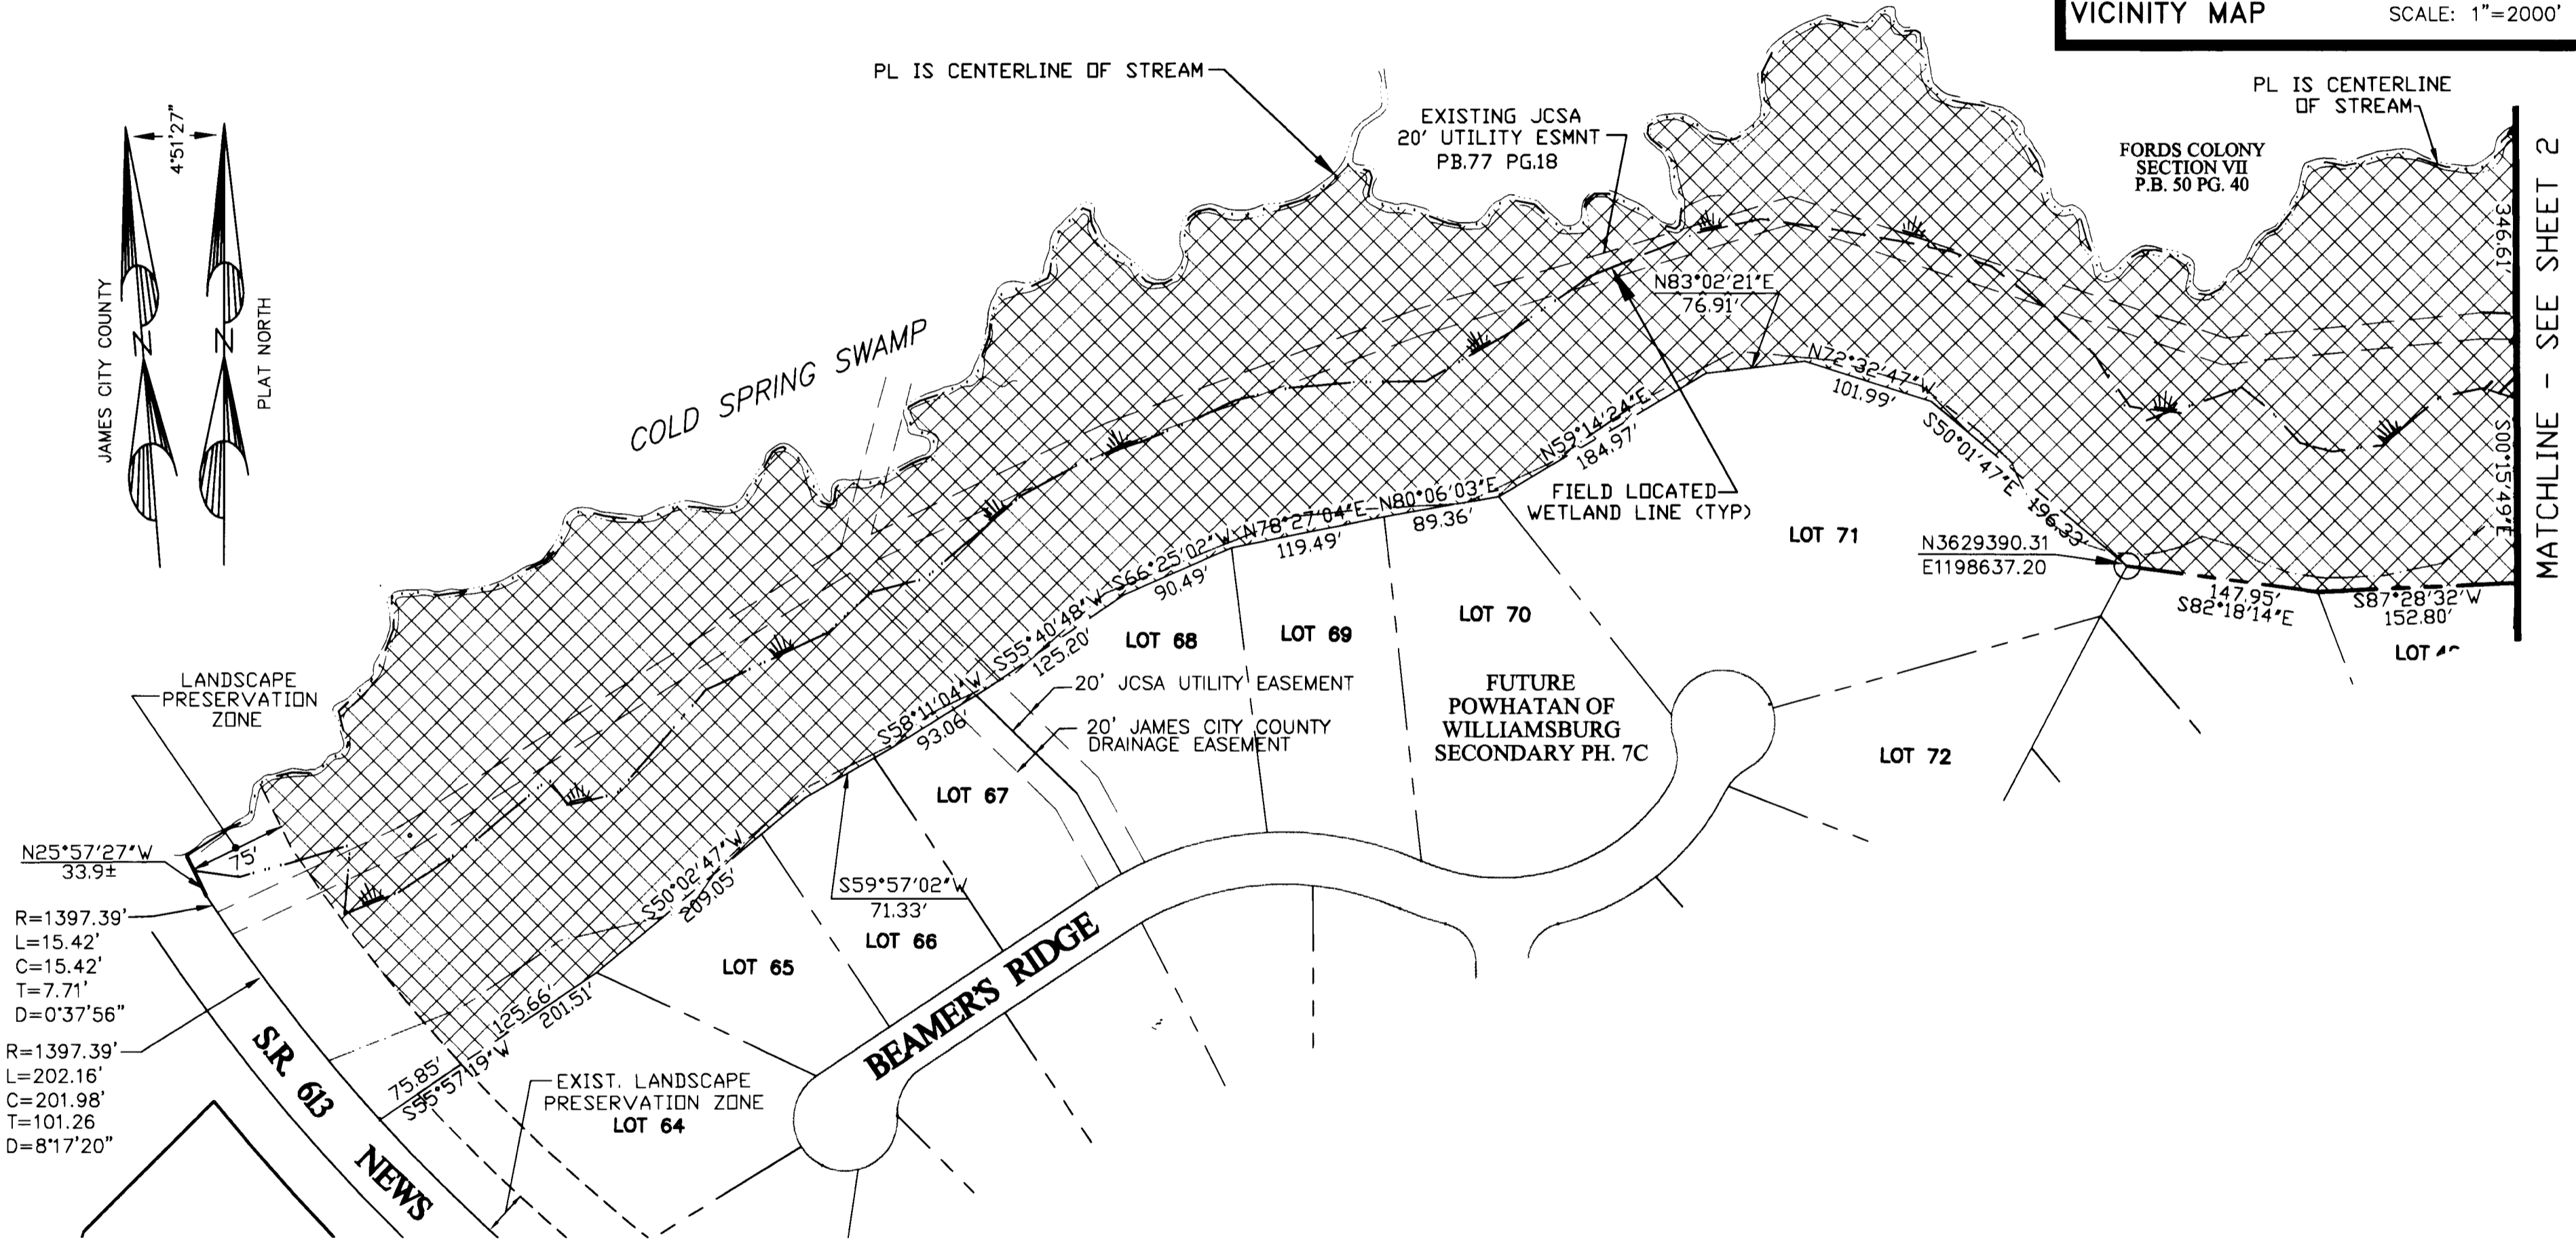 VICINITY MAP
SCALE: 1"=2000'
PL IS CENTERLINE OF STREAM
PL IS CENTERLINE
OF STREAM
EXISTING JCSA
20' UTILITY ESMNT
PB.77 PG.18
FORDS COLONY
SECTION VII
P.B. 50 PG. 40
4°51'27"
JAMES CITY COUNTY
N
N
PLAT NORTH
MATCHLINE - SEE SHEET 2
346.61'
S00°15'49"E
COLD SPRING SWAMP
N83°02'21"E
76.91'
N72°32'47"W
101.99'
S50°01'47"E
196.33'
N59°14'24"E
184.97'
FIELD LOCATED
WETLAND LINE (TYP)
N80°06'03"E
89.36'
N78°27'04"E
119.49'
S66°25'02"W
90.49'
S55°40'48"W
125.20'
S58°11'04"W
93.06'
LOT 71
N3629390.31
E1198637.20
147.95'
S82°18'14"E
S87°28'32"W
152.80'
LOT
LOT 68
LOT 69
LOT 70
20' JCSA UTILITY EASEMENT
20' JAMES CITY COUNTY
DRAINAGE EASEMENT
FUTURE
POWHATAN OF
WILLIAMSBURG
SECONDARY PH. 7C
LOT 72
LOT 67
LANDSCAPE
PRESERVATION
ZONE
75'
N25°57'27"W
33.9±
S50°02'47"W
209.05'
S59°57'02"W
71.33'
LOT 66
LOT 65
R=1397.39'
L=15.42'
C=15.42'
T=7.71'
D=0°37'56"
R=1397.39'
L=202.16'
C=201.98'
T=101.26
D=8°17'20"
125.66'
201.51'
75.85'
S55°57'19"W
BEAMER'S RIDGE
EXIST. LANDSCAPE
PRESERVATION ZONE
LOT 64
S.R. 613 NEWS